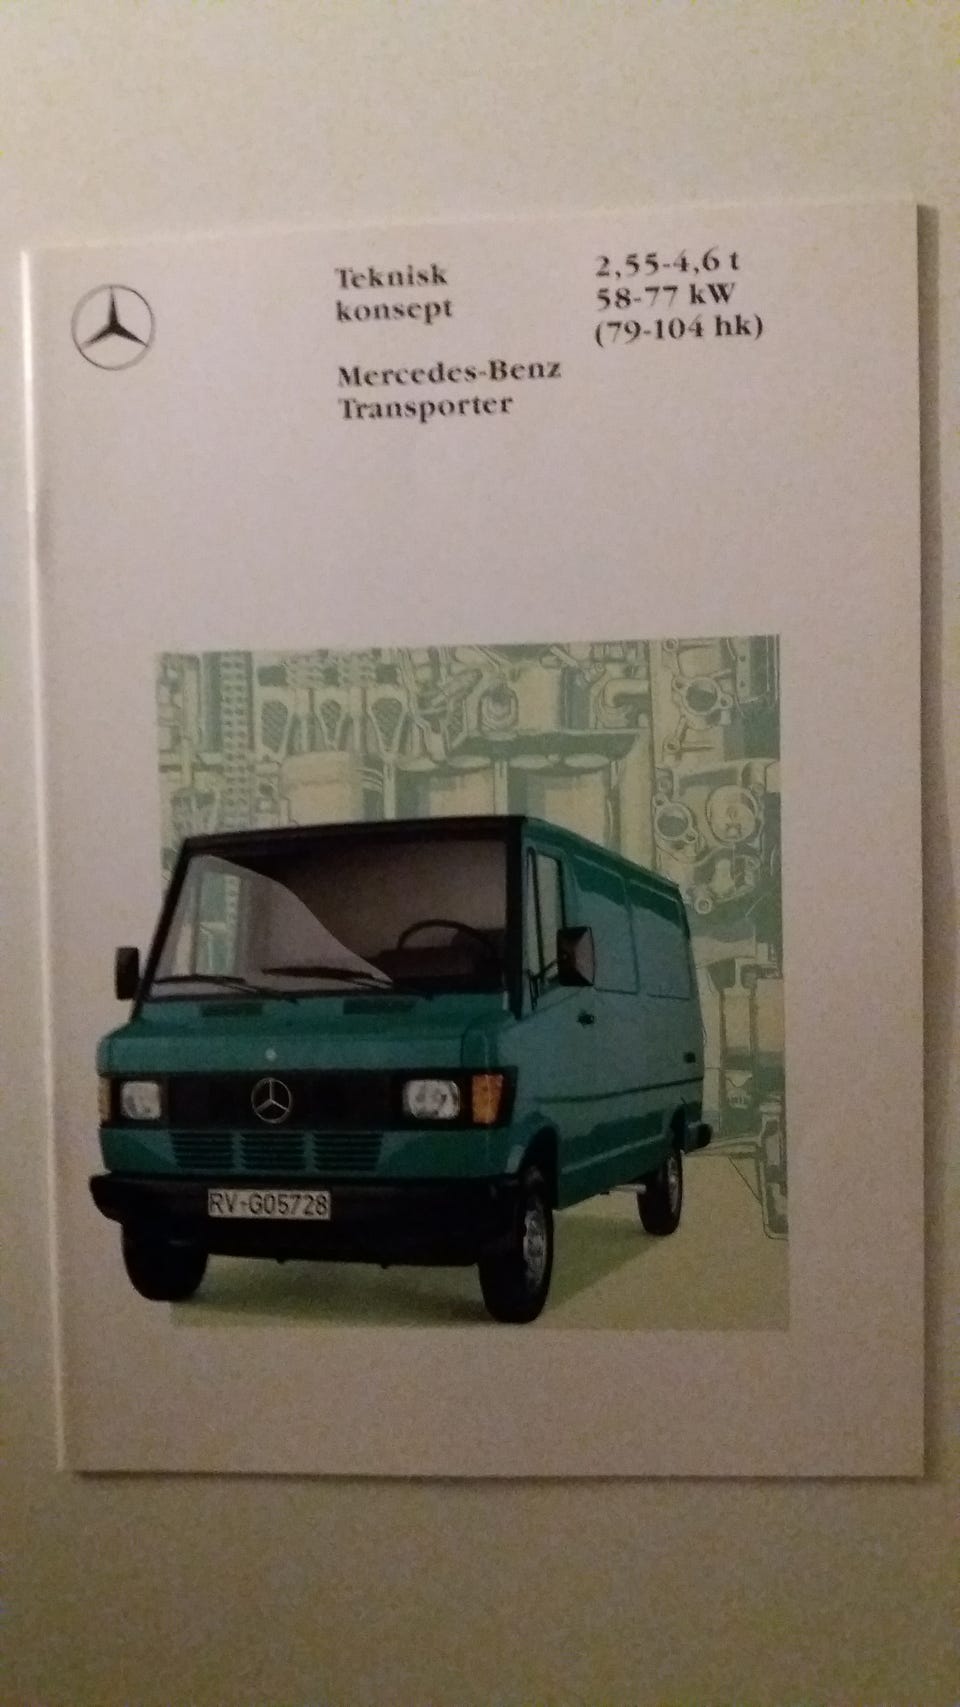 Teknisk
konsept
Mercedes-Benz
Transporter
2,55-4,6 t
58-77 kW
(79-104 hk)
RV-G05728